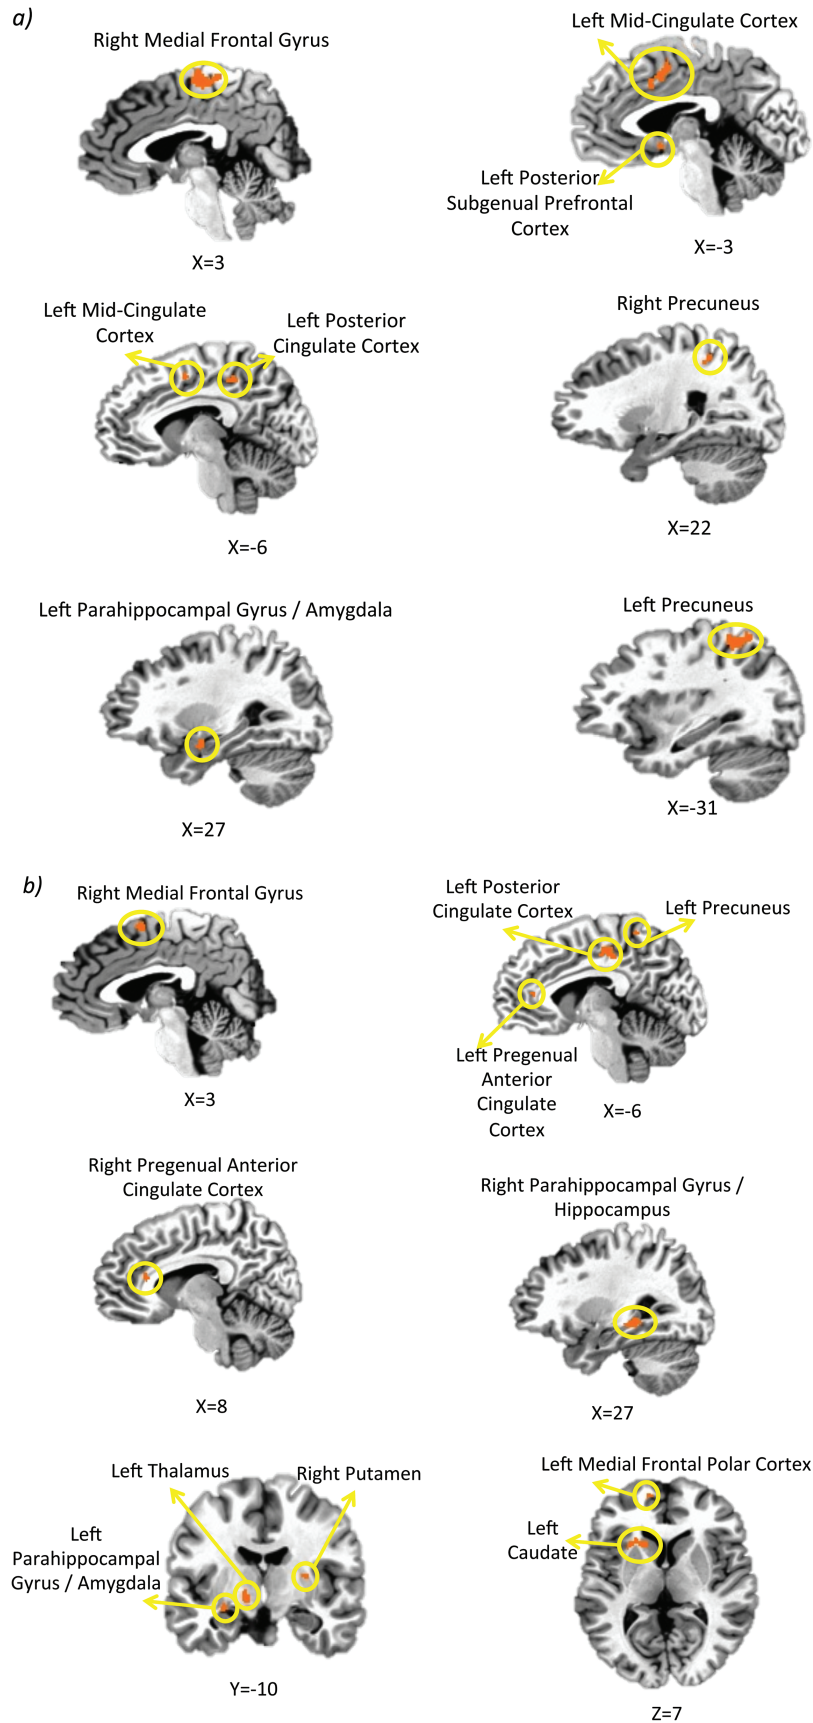 a)
Right Medial Frontal Gyrus
X=3
Left Mid-Cingulate Cortex
Left Posterior
Subgenual Prefrontal
Cortex
X=-3
Left Mid-Cingulate
Cortex
Left Posterior
Cingulate Cortex
X=-6
Right Precuneus
X=22
Left Parahippocampal Gyrus / Amygdala
X=27
Left Precuneus
X=-31
b)
Right Medial Frontal Gyrus
X=3
Left Posterior
Cingulate Cortex
Left Precuneus
Left Pregenual
Anterior
Cingulate
Cortex
X=-6
Right Pregenual Anterior
Cingulate Cortex
X=8
Right Parahippocampal Gyrus /
Hippocampus
X=27
Left Thalamus
Right Putamen
Left
Parahippocampal
Gyrus / Amygdala
Y=-10
Left Medial Frontal Polar Cortex
Left
Caudate
Z=7